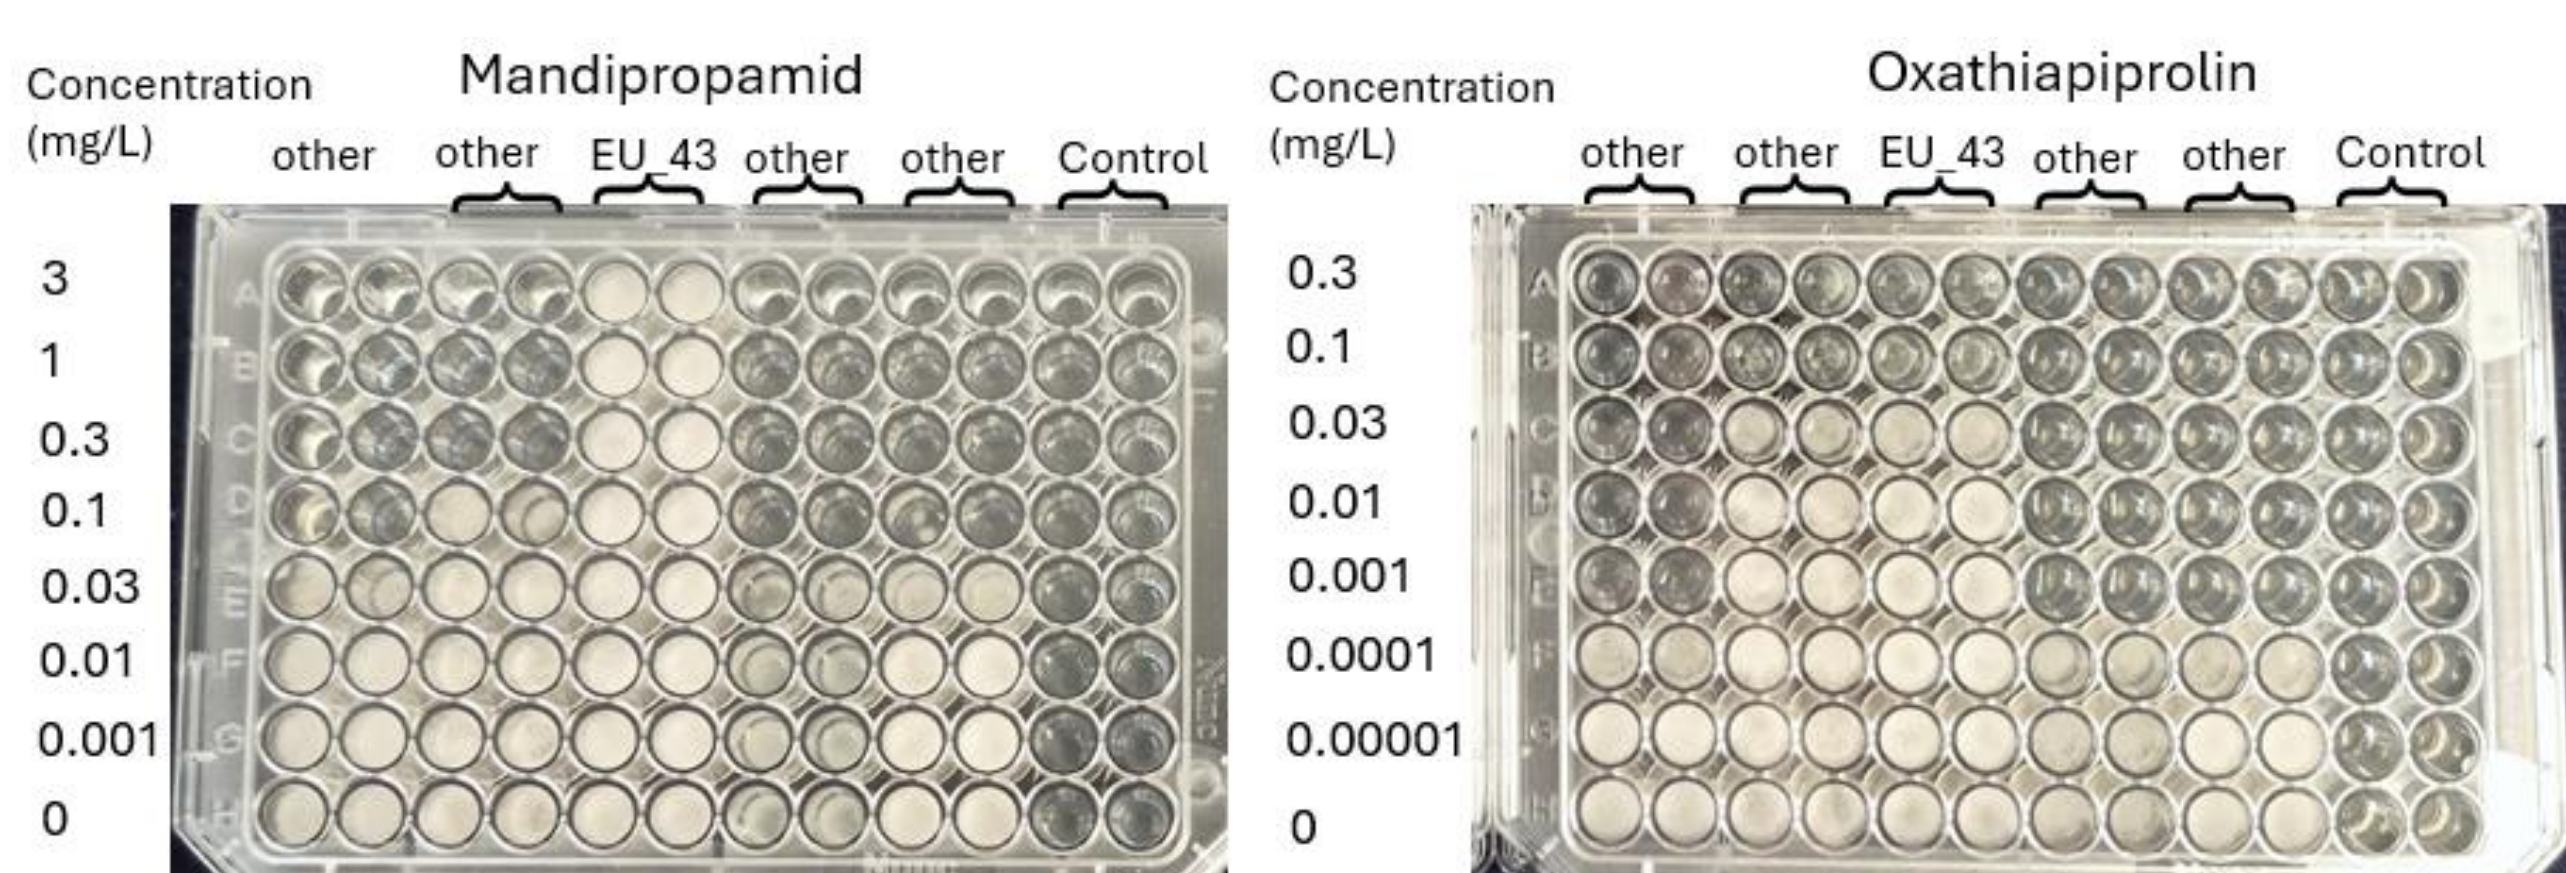 Mandipropamid
Concentration
(mg/L)
other other EU_43 other other Control
3
1
0.3
0.1
0.03
0.01
0.001
0
A
B
C
D
E
F
G
H
Nunc
Oxathiapiprolin
Concentration
(mg/L)
other other EU_43 other other Control
0.3
0.1
0.03
0.01
0.001
0.0001
0.00001
0
A
B
C
D
E
F
G
H